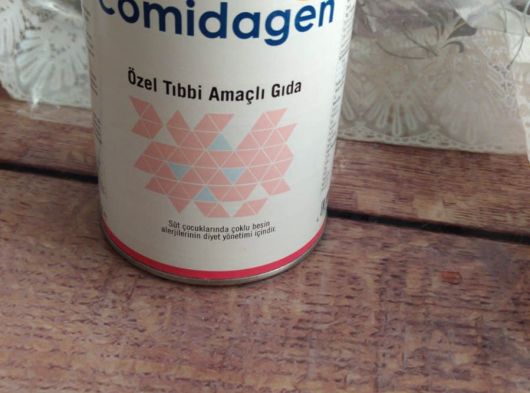 Comidagen
Özel Tıbbi Amaçlı Gıda
Süt çocuklarında çoklu besin
alerjilerinin diyet yönetimi içindir.